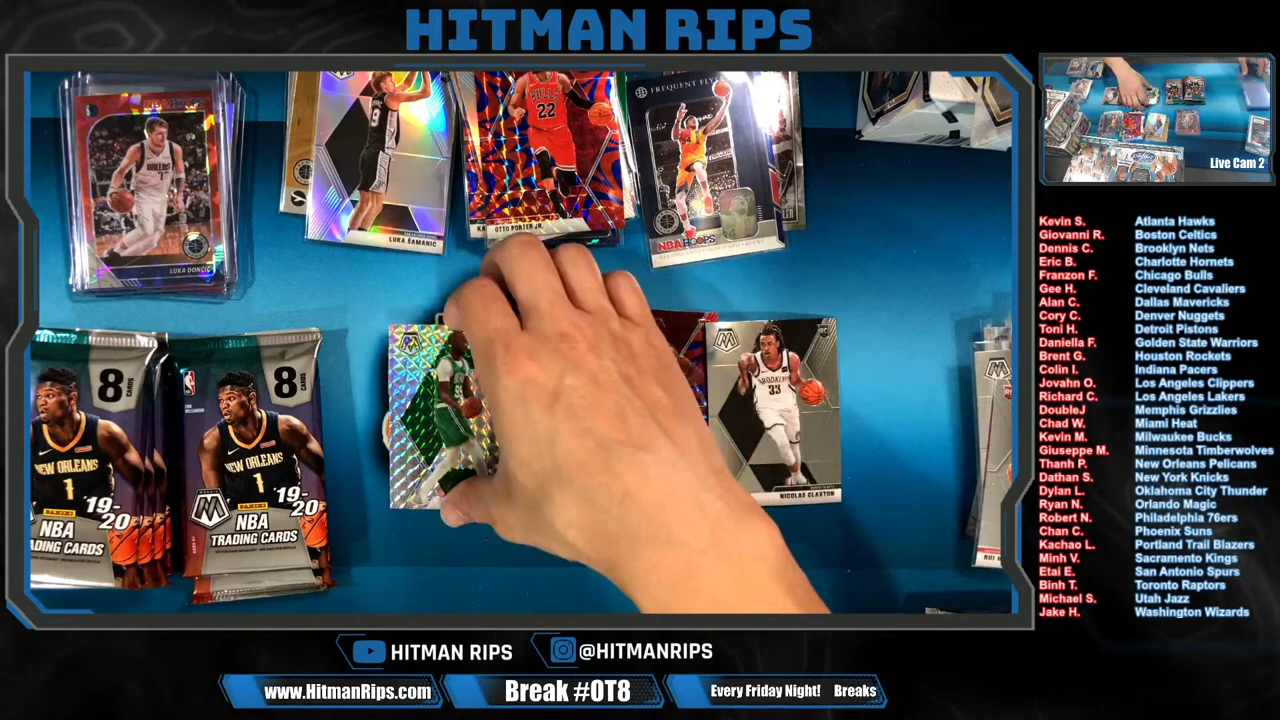 HITMAN RIPS
NBA HOOPS
LUKA DONCIC
LUKA ŠAMANIĆ
BULLS
22
OTTO PORTER JR.
FREQUENT FLY
NBA HOOPS
Live Cam 2
8
CARDS
NEW ORLEANS
1
19-20
PANINI
NBA
TRADING CARDS
8
CARDS
NEW ORLEANS
1
19-20
PANINI
NBA
TRADING CARDS
BROOKLYN
33
NICOLAS CLAXTON
RUI H
Kevin S. Atlanta Hawks
Giovanni R. Boston Celtics
Dennis C. Brooklyn Nets
Eric B. Charlotte Hornets
Franzon F. Chicago Bulls
Gee H. Cleveland Cavaliers
Alan C. Dallas Mavericks
Cory C. Denver Nuggets
Toni H. Detroit Pistons
Daniella F. Golden State Warriors
Brent G. Houston Rockets
Colin I. Indiana Pacers
Jovahn O. Los Angeles Clippers
Richard C. Los Angeles Lakers
DoubleJ Memphis Grizzlies
Chad W. Miami Heat
Kevin M. Milwaukee Bucks
Giuseppe M. Minnesota Timberwolves
Thanh P. New Orleans Pelicans
Dathan S. New York Knicks
Dylan L. Oklahoma City Thunder
Ryan N. Orlando Magic
Robert N. Philadelphia 76ers
Chan C. Phoenix Suns
Kachao L. Portland Trail Blazers
Minh V. Sacramento Kings
Etai E. San Antonio Spurs
Binh T. Toronto Raptors
Michael S. Utah Jazz
Jake H. Washington Wizards
HITMAN RIPS
@HITMANRIPS
www.HitmanRips.com
Break #OT8
Every Friday Night! Breaks